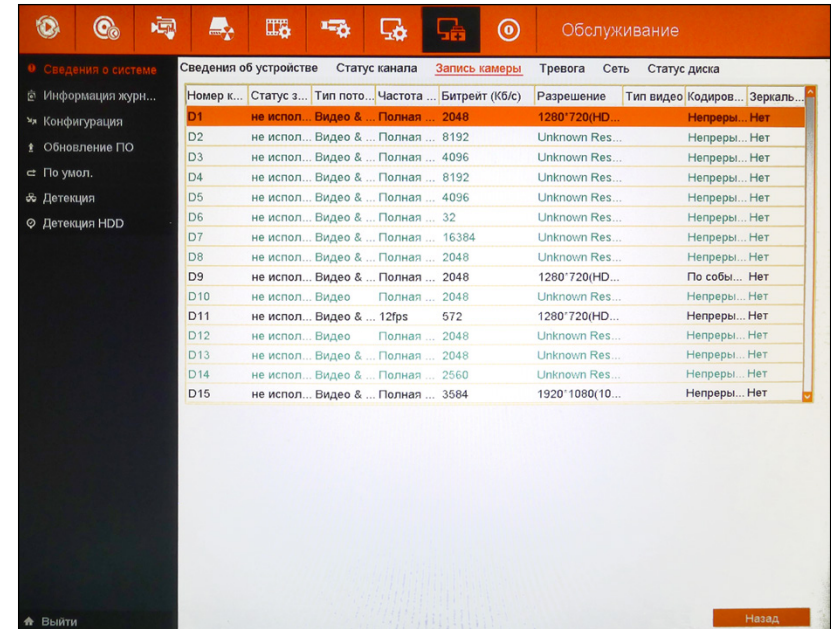 Обслуживание
Сведения о системе
Информация журн...
Конфигурация
Обновление ПО
По умол.
Детекция
Детекция HDD
Выйти
Сведения об устройстве Статус канала Запись камеры Тревога Сеть Статус диска
Номер к... Статус з... Тип пото... Частота ... Битрейт (Кб/с) Разрешение Тип видео Кодиров... Зеркаль...
D1 не испол... Видео & ... Полная ... 2048 1280*720(HD... Непреры... Нет
D2 не испол... Видео & ... Полная ... 8192 Unknown Res... Непреры... Нет
D3 не испол... Видео & ... Полная ... 4096 Unknown Res... Непреры... Нет
D4 не испол... Видео & ... Полная ... 8192 Unknown Res... Непреры... Нет
D5 не испол... Видео & ... Полная ... 4096 Unknown Res... Непреры... Нет
D6 не испол... Видео & ... Полная ... 32 Unknown Res... Непреры... Нет
D7 не испол... Видео & ... Полная ... 16384 Unknown Res... Непреры... Нет
D8 не испол... Видео & ... Полная ... 2048 Unknown Res... Непреры... Нет
D9 не испол... Видео & ... Полная ... 2048 1280*720(HD... По собы... Нет
D10 не испол... Видео Полная ... 2048 Unknown Res... Непреры... Нет
D11 не испол... Видео & ... 12fps 572 1280*720(HD... Непреры... Нет
D12 не испол... Видео Полная ... 2048 Unknown Res... Непреры... Нет
D13 не испол... Видео & ... Полная ... 2048 Unknown Res... Непреры... Нет
D14 не испол... Видео & ... Полная ... 2560 Unknown Res... Непреры... Нет
D15 не испол... Видео & ... Полная ... 3584 1920*1080(10... Непреры... Нет
Назад